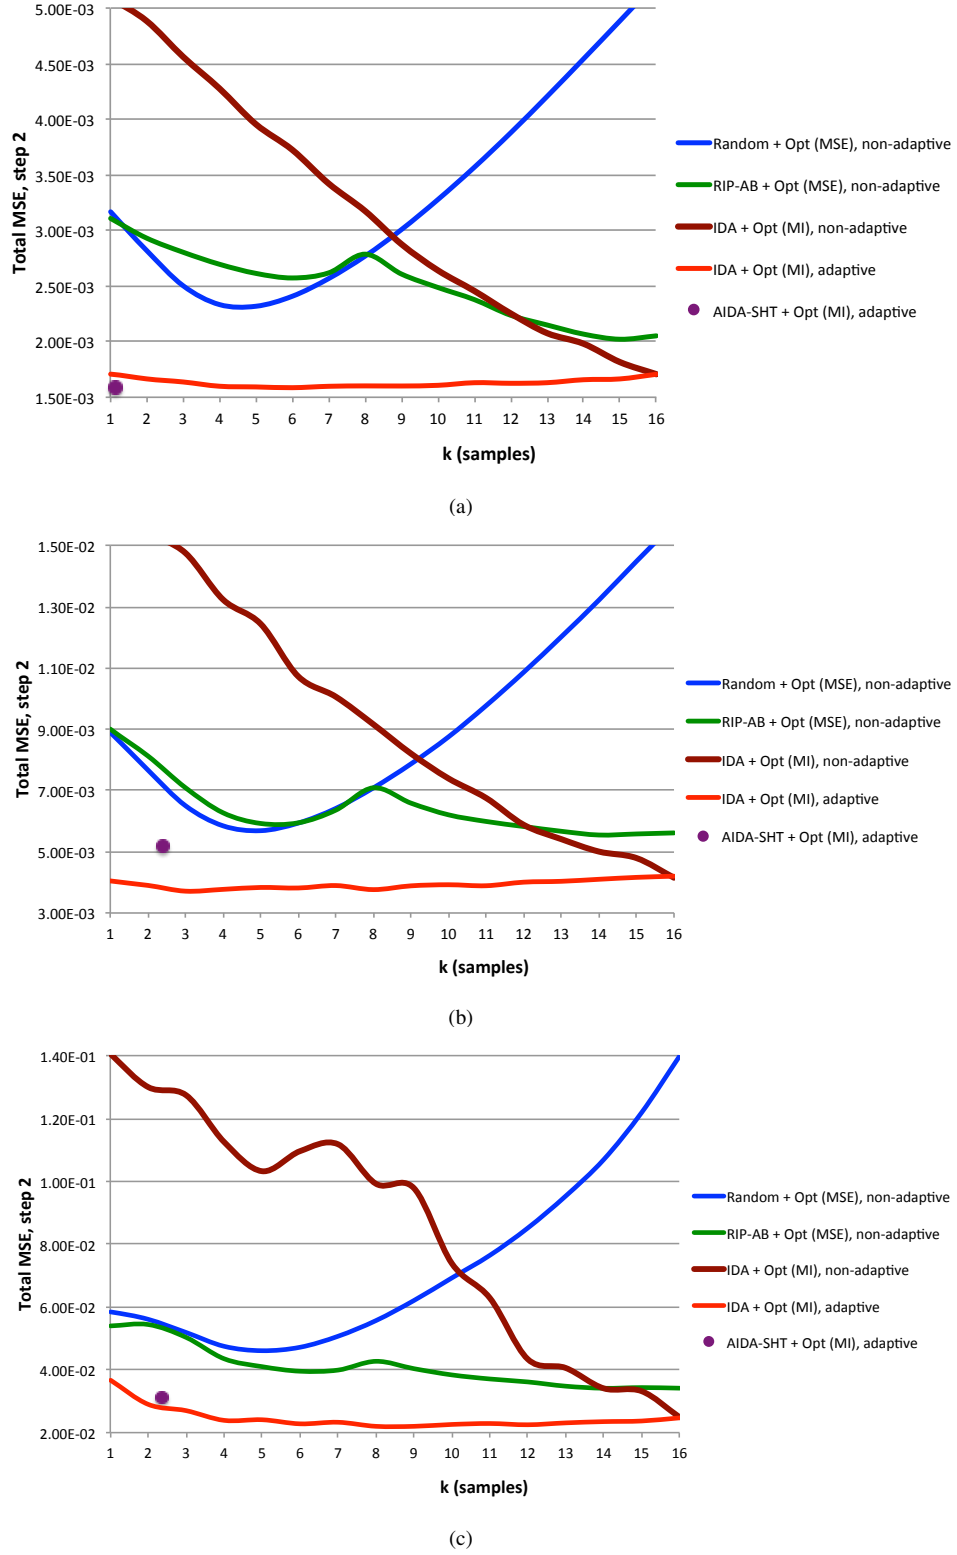 5.00E-03
4.50E-03
4.00E-03
3.50E-03
3.00E-03
2.50E-03
2.00E-03
1.50E-03
Total MSE, step 2
1 2 3 4 5 6 7 8 9 10 11 12 13 14 15 16
k (samples)
Random + Opt (MSE), non-adaptive
RIP-AB + Opt (MSE), non-adaptive
IDA + Opt (MI), non-adaptive
IDA + Opt (MI), adaptive
AIDA-SHT + Opt (MI), adaptive
(a)
1.50E-02
1.30E-02
1.10E-02
9.00E-03
7.00E-03
5.00E-03
3.00E-03
Total MSE, step 2
1 2 3 4 5 6 7 8 9 10 11 12 13 14 15 16
k (samples)
Random + Opt (MSE), non-adaptive
RIP-AB + Opt (MSE), non-adaptive
IDA + Opt (MI), non-adaptive
IDA + Opt (MI), adaptive
AIDA-SHT + Opt (MI), adaptive
(b)
1.40E-01
1.20E-01
1.00E-01
8.00E-02
6.00E-02
4.00E-02
2.00E-02
Total MSE, step 2
1 2 3 4 5 6 7 8 9 10 11 12 13 14 15 16
k (samples)
Random + Opt (MSE), non-adaptive
RIP-AB + Opt (MSE), non-adaptive
IDA + Opt (MI), non-adaptive
IDA + Opt (MI), adaptive
AIDA-SHT + Opt (MI), adaptive
(c)